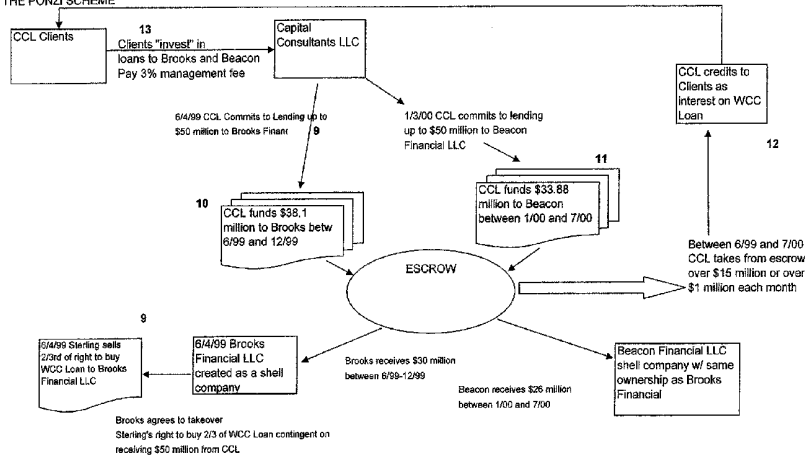 THE PONZI SCHEME
CCL Clients
13
Clients "invest" in
loans to Brooks and Beacon
Pay 3% management fee
Capital
Consultants LLC
CCL credits to
Clients as
interest on WCC
Loan
12
6/4/99 CCL Commits to Lending up to
$50 million to Brooks Financ
9
1/3/00 CCL commits to lending
up to $50 million to Beacon
Financial LLC
10
CCL funds $38.1
million to Brooks betw
6/99 and 12/99
11
CCL funds $33.88
million to Beacon
between 1/00 and 7/00
ESCROW
Between 6/99 and 7/00
CCL takes from escrow
over $15 million or over
$1 million each month
9
6/4/99 Sterling sells
2/3rd of right to buy
WCC Loan to Brooks
Financial LLC
6/4/99 Brooks
Financial LLC
created as a shell
company
Brooks receives $30 million
between 6/99-12/99
Beacon receives $26 million
between 1/00 and 7/00
Beacon Financial LLC
shell company w/ same
ownership as Brooks
Financial
Brooks agrees to takeover
Sterling's right to buy 2/3 of WCC Loan contingent on
receiving $50 million from CCL